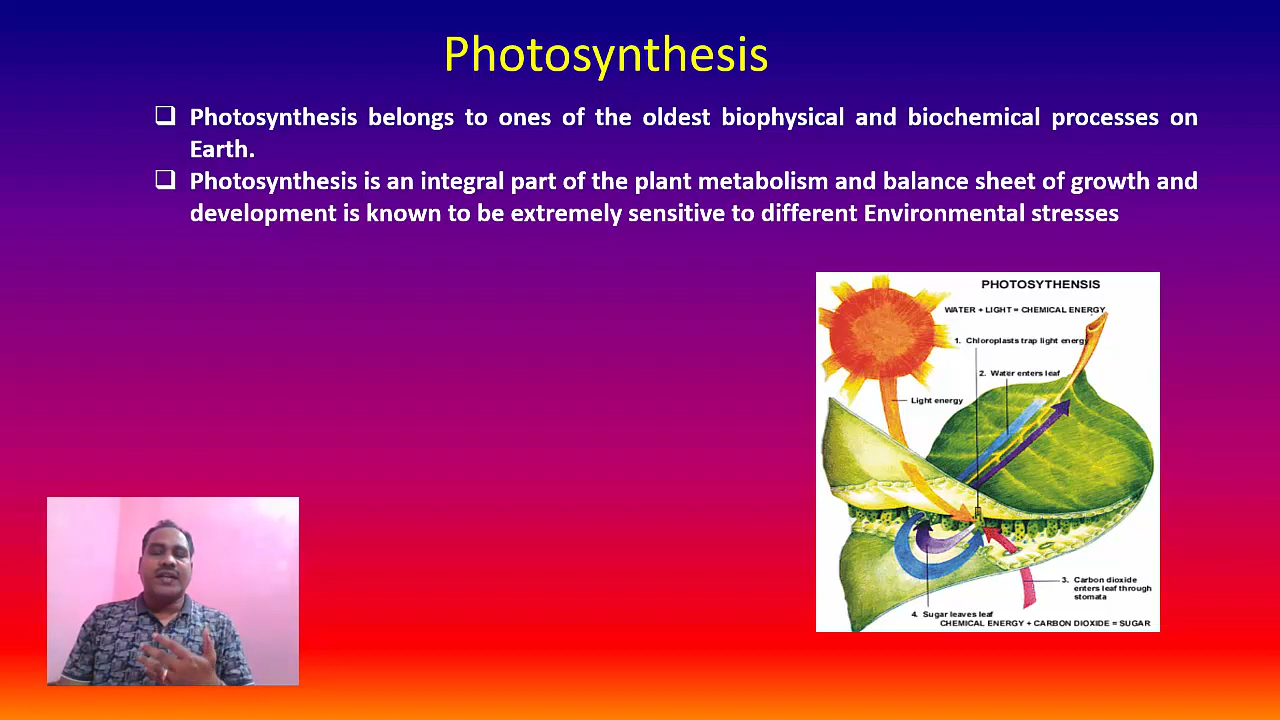 Photosynthesis
Photosynthesis belongs to ones of the oldest biophysical and biochemical processes on
Earth.
Photosynthesis is an integral part of the plant metabolism and balance sheet of growth and
development is known to be extremely sensitive to different Environmental stresses
PHOTOSYTHENSIS
WATER + LIGHT = CHEMICAL ENERGY
1. Chloroplasts trap light energy
2. Water enters leaf
Light energy
3. Carbon dioxide
enters leaf through
stomata
4. Sugar leaves leaf
CHEMICAL ENERGY + CARBON DIOXIDE = SUGAR